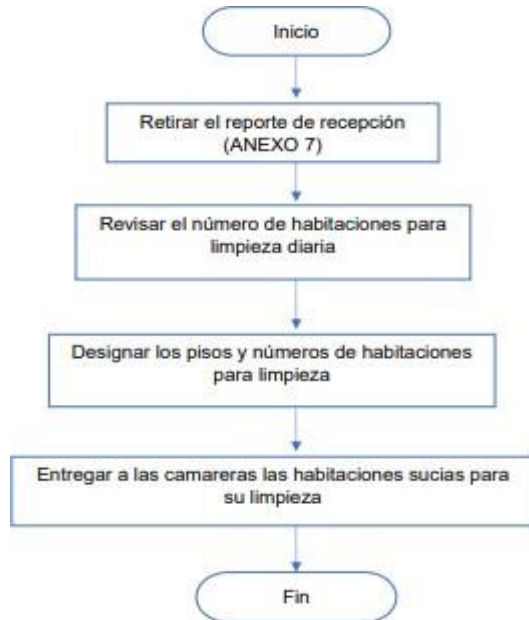 Inicio
Retirar el reporte de recepción
(ANEXO 7)
Revisar el número de habitaciones para
limpieza diaria
Designar los pisos y números de habitaciones
para limpieza
Entregar a las camareras las habitaciones sucias para
su limpieza
Fin